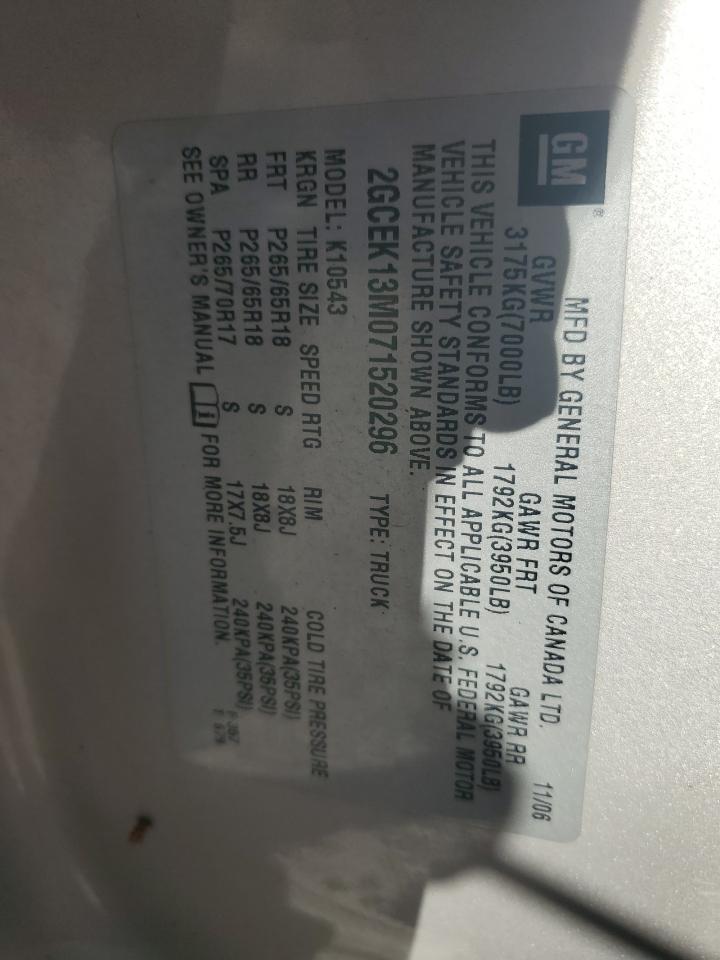 GM®
MFD BY GENERAL MOTORS OF CANADA LTD. 11/06
GVWR GAWR FRT GAWR RR
3175KG(7000LB) 1792KG(3950LB) 1792KG(3950LB)
THIS VEHICLE CONFORMS TO ALL APPLICABLE U.S. FEDERAL MOTOR
VEHICLE SAFETY STANDARDS IN EFFECT ON THE DATE OF
MANUFACTURE SHOWN ABOVE.
2GCEK13M071520296 TYPE: TRUCK
MODEL: K10543
KRGN TIRE SIZE SPEED RTG RIM COLD TIRE PRESSURE
FRT P265/65R18 S 18X8J 240KPA(35PSI)
RR P265/65R18 S 18X8J 240KPA(35PSI)
SPA P265/70R17 S 17X7.5J 240KPA(35PSI)
SEE OWNER'S MANUAL i FOR MORE INFORMATION.